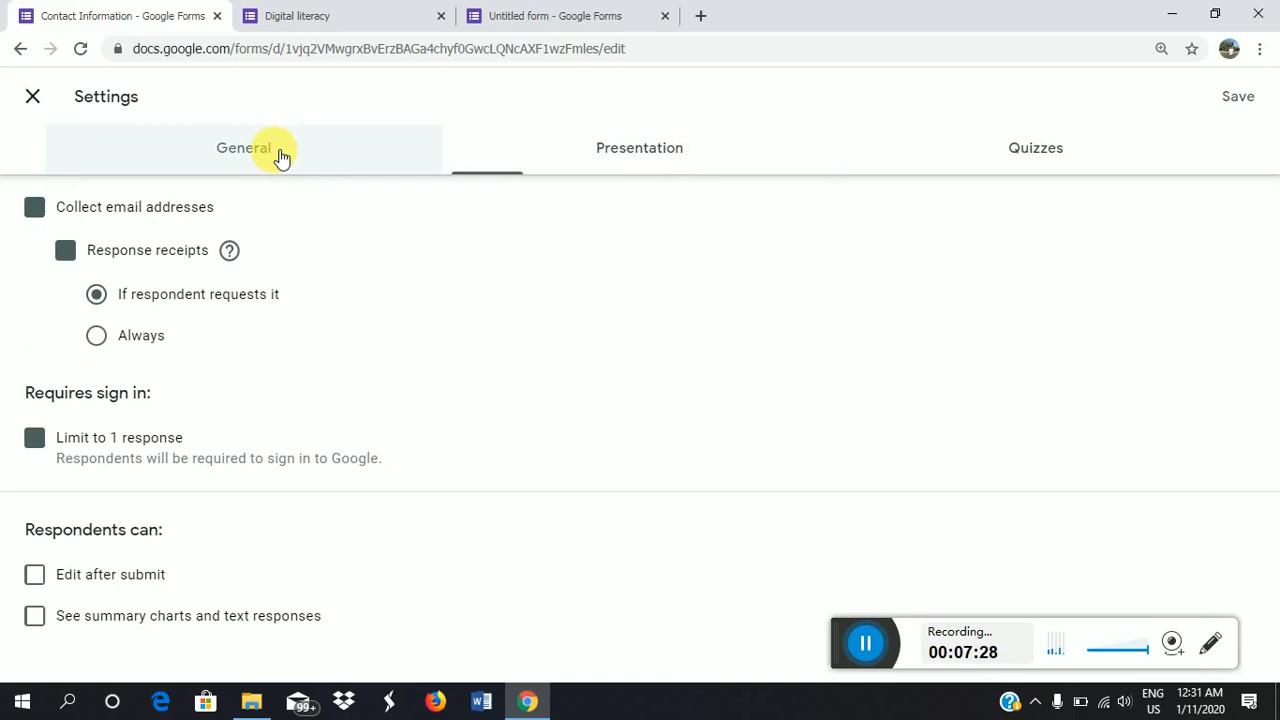 Contact Information - Google Forms
Digital literacy
Untitled form - Google Forms
docs.google.com/forms/d/1vjq2VMwgrxBvErzBAGa4chyf0GwcLQNcAXF1wzFmles/edit
Settings
Save
General
Presentation
Quizzes
Collect email addresses
Response receipts ?
If respondent requests it
Always
Requires sign in:
Limit to 1 response
Respondents will be required to sign in to Google.
Respondents can:
Edit after submit
See summary charts and text responses
Recording...
00:07:28
99+
ENG
US
12:31 AM
1/11/2020